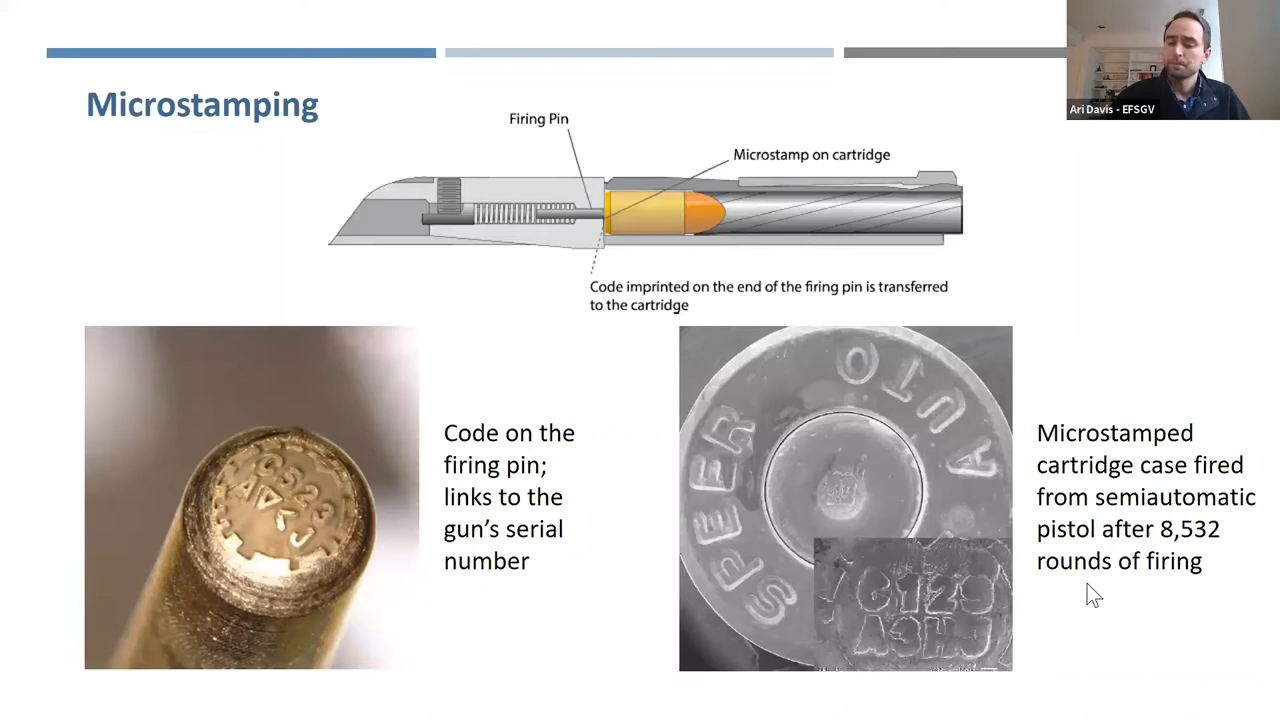 Microstamping
Ari Davis - EFSGV
Firing Pin
Microstamp on cartridge
Code imprinted on the end of the firing pin is transferred
to the cartridge
Code on the
firing pin;
links to the
gun's serial
number
SPEER
AUTO
G129
A3HJ
Microstamped
cartridge case fired
from semiautomatic
pistol after 8,532
rounds of firing